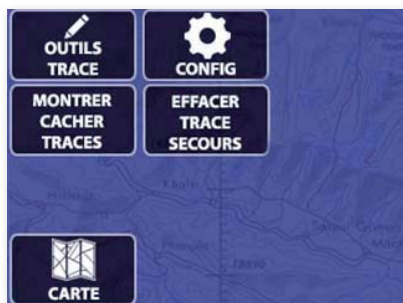 OUTILS
TRACE
CONFIG
MONTRER
CACHER
TRACES
EFFACER
TRACE
SECOURS
CARTE